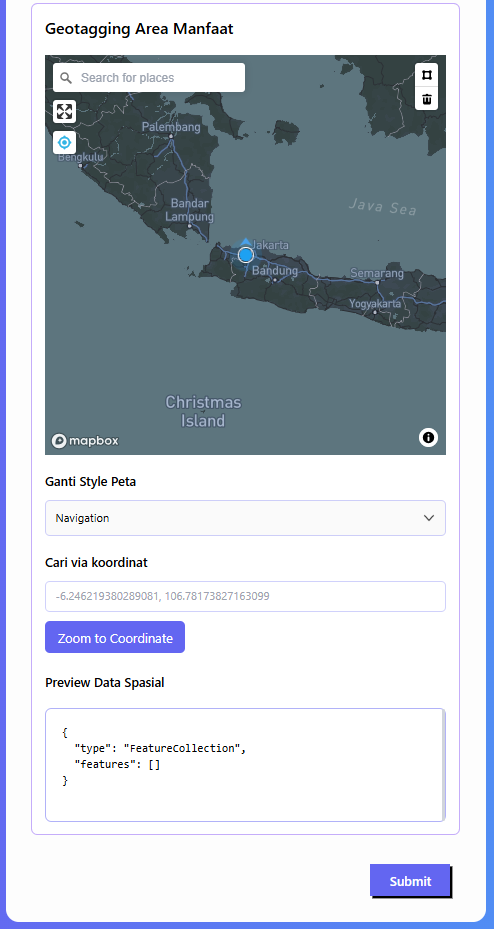 Geotagging Area Manfaat
Search for places
Palembang
Bengkulu
Bandar
Lampung
Java Sea
Jakarta
Bandung
Semarang
Yogyakarta
Christmas
Island
mapbox
Ganti Style Peta
Navigation
Cari via koordinat
-6.246219380289081, 106.78173827163099
Zoom to Coordinate
Preview Data Spasial
{
"type": "FeatureCollection",
"features": []
}
Submit